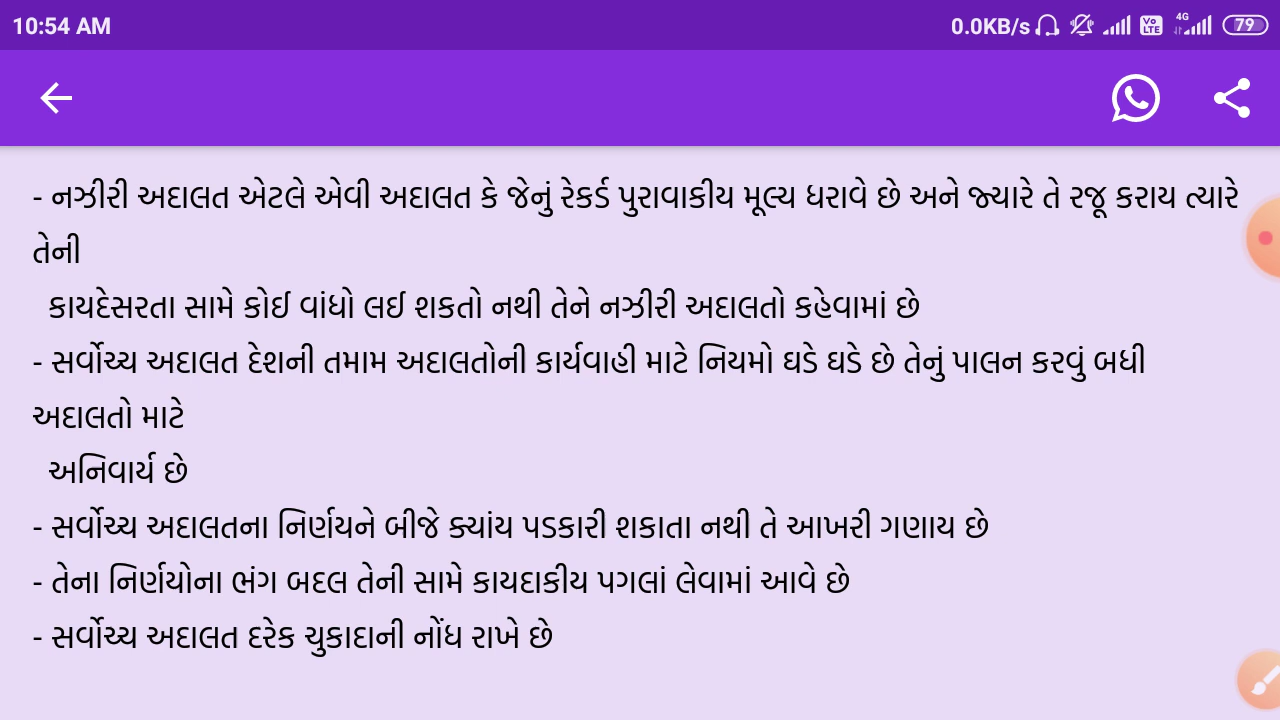 10:54 AM 0.0KB/s Vo LTE 4G 79
- નઝીરી અદાલત એટલે એવી અદાલત કે જેનું રેકર્ડ પુરાવાકીય મૂલ્ય ધરાવે છે અને જ્યારે તે રજૂ કરાય ત્યારે
તેની
કાયદેસરતા સામે કોઈ વાંધો લઈ શકતો નથી તેને નઝીરી અદાલતો કહેવામાં છે
- સર્વોચ્ચ અદાલત દેશની તમામ અદાલતોની કાર્યવાહી માટે નિયમો ઘડે ઘડે છે તેનું પાલન કરવું બધી
અદાલતો માટે
અનિવાર્ય છે
- સર્વોચ્ચ અદાલતના નિર્ણયને બીજે ક્યાંય પડકારી શકાતા નથી તે આખરી ગણાય છે
- તેના નિર્ણયોના ભંગ બદલ તેની સામે કાયદાકીય પગલાં લેવામાં આવે છે
- સર્વોચ્ચ અદાલત દરેક ચુકાદાની નોંધ રાખે છે